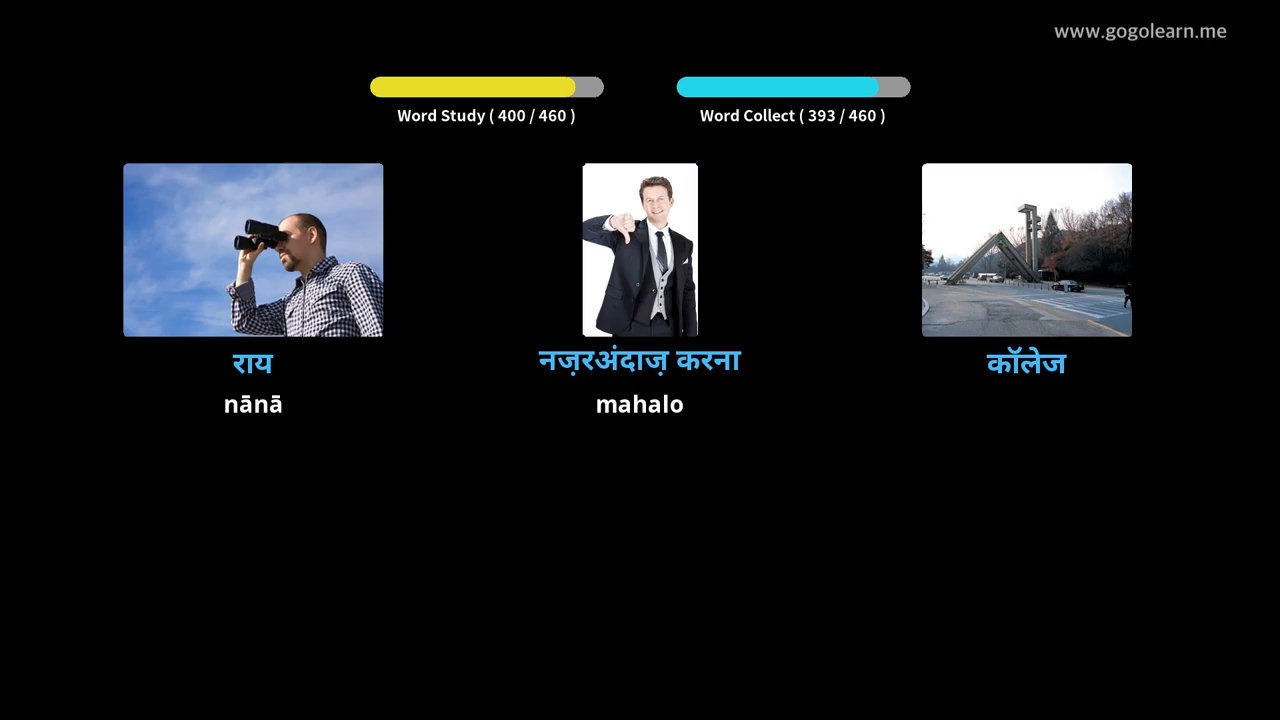 www.gogolearn.me
Word Study ( 400 / 460 )
Word Collect ( 393 / 460 )
राय
नज़रअंदाज़ करना
कॉलेज
nānā
mahalo